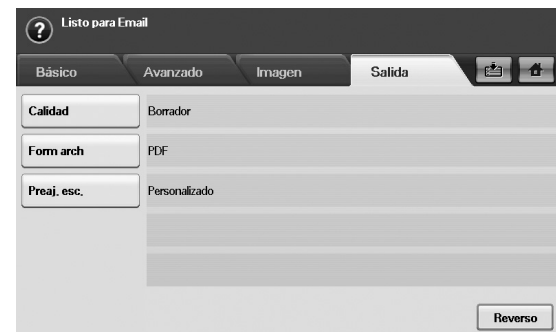 Listo para Email
Básico Avanzado Imagen Salida
Calidad Borrador
Form arch PDF
Preaj. esc. Personalizado
Reverso